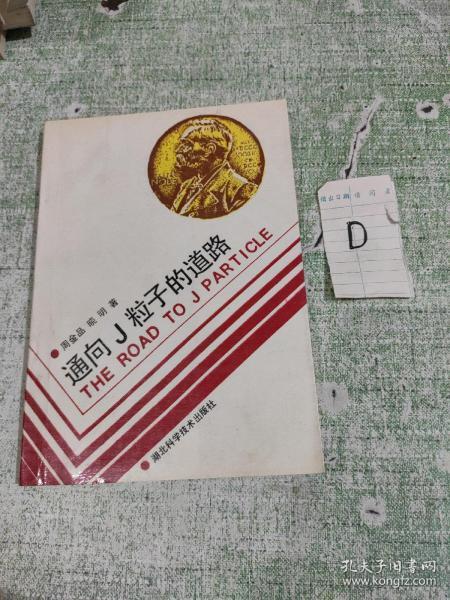 周金品 昵 明 著
通向J粒子的道路
THE ROAD TO J PARTICLE
湖北科学技术出版社
D
孔夫子旧书网
www.kongfz.com